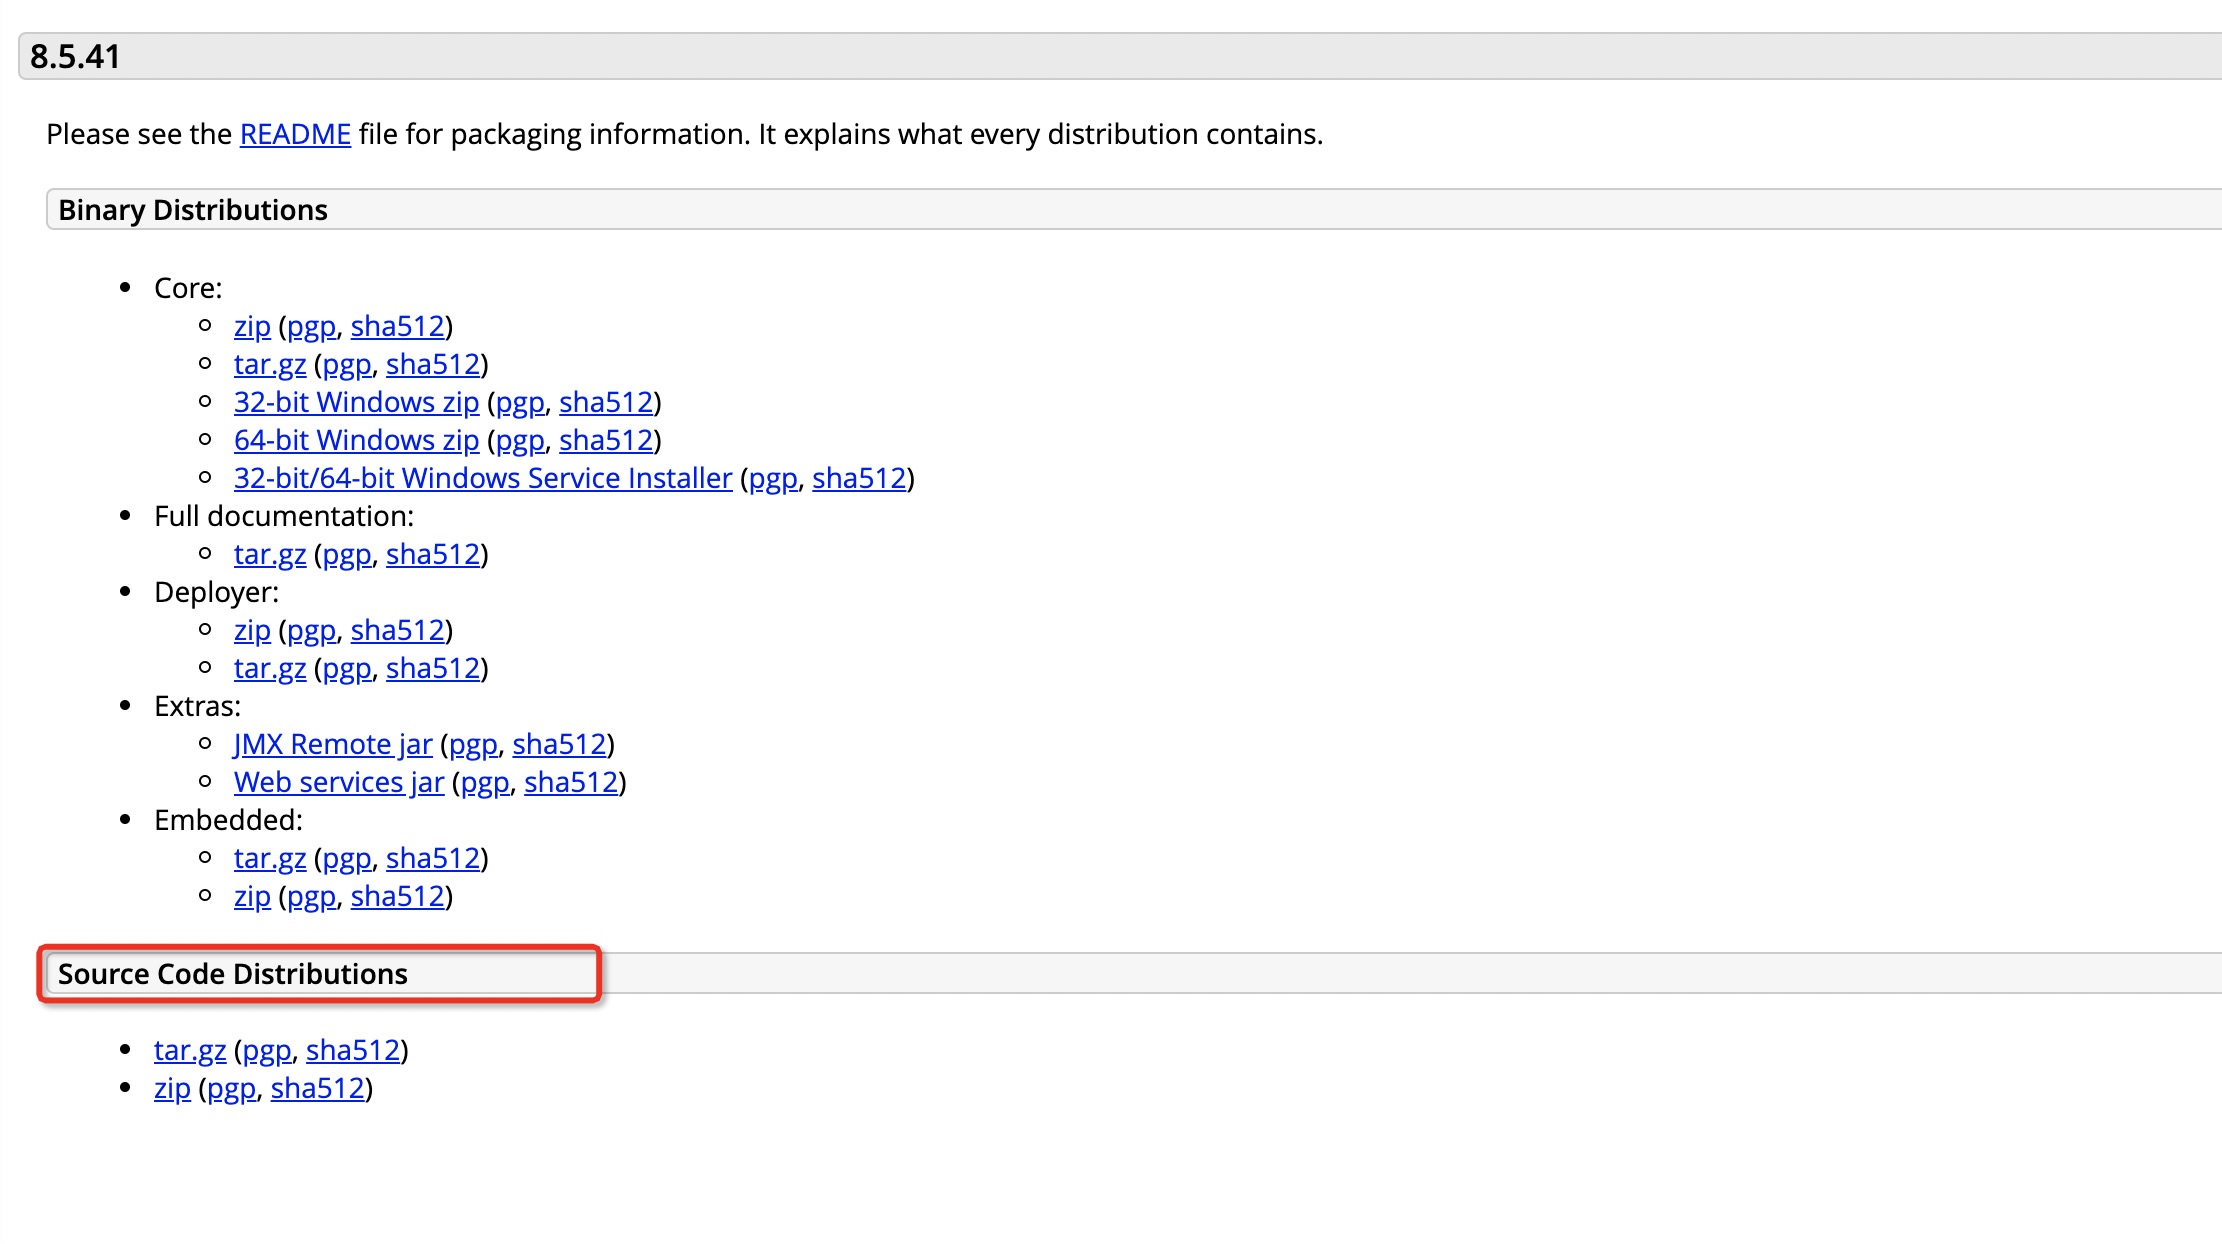 8.5.41
Please see the README file for packaging information. It explains what every distribution contains.
Binary Distributions
Core:
zip (pgp, sha512)
tar.gz (pgp, sha512)
32-bit Windows zip (pgp, sha512)
64-bit Windows zip (pgp, sha512)
32-bit/64-bit Windows Service Installer (pgp, sha512)
Full documentation:
tar.gz (pgp, sha512)
Deployer:
zip (pgp, sha512)
tar.gz (pgp, sha512)
Extras:
JMX Remote jar (pgp, sha512)
Web services jar (pgp, sha512)
Embedded:
tar.gz (pgp, sha512)
zip (pgp, sha512)
Source Code Distributions
tar.gz (pgp, sha512)
zip (pgp, sha512)